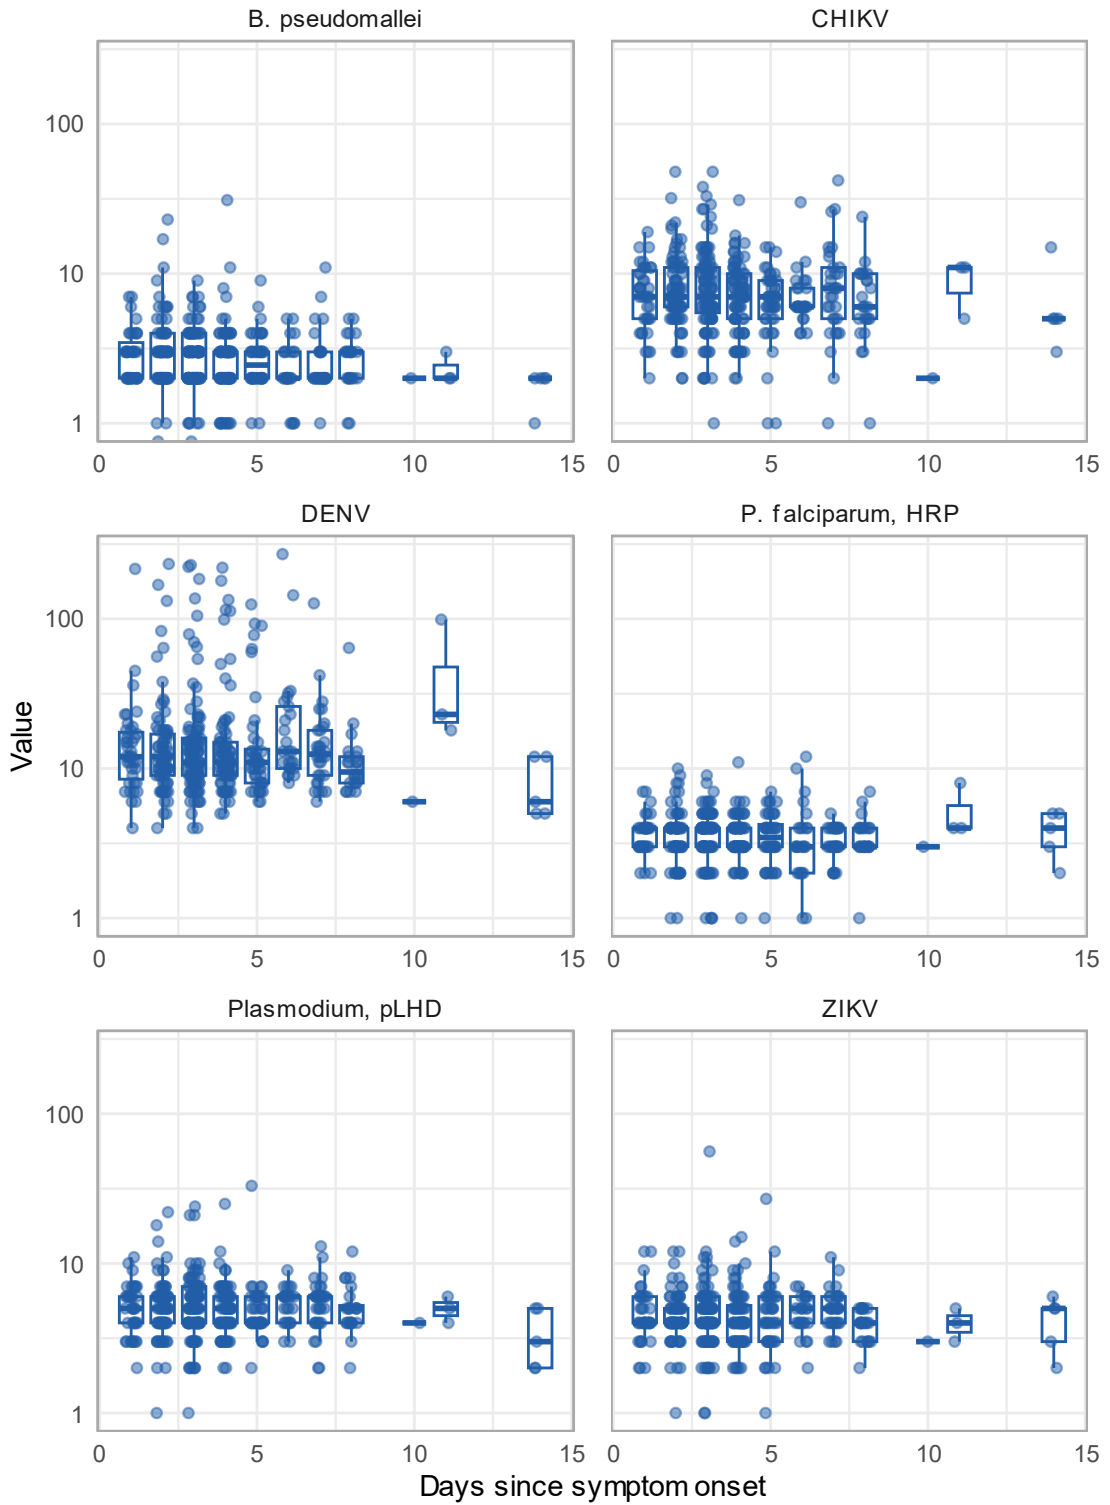 B. pseudomallei
CHIKV
100
10
1
0 5 10 15
0 5 10 15
DENV
P. falciparum, HRP
Value
100
10
1
0 5 10 15
0 5 10 15
Plasmodium, pLHD
ZIKV
100
10
1
0 5 10 15
0 5 10 15
Days since symptom onset